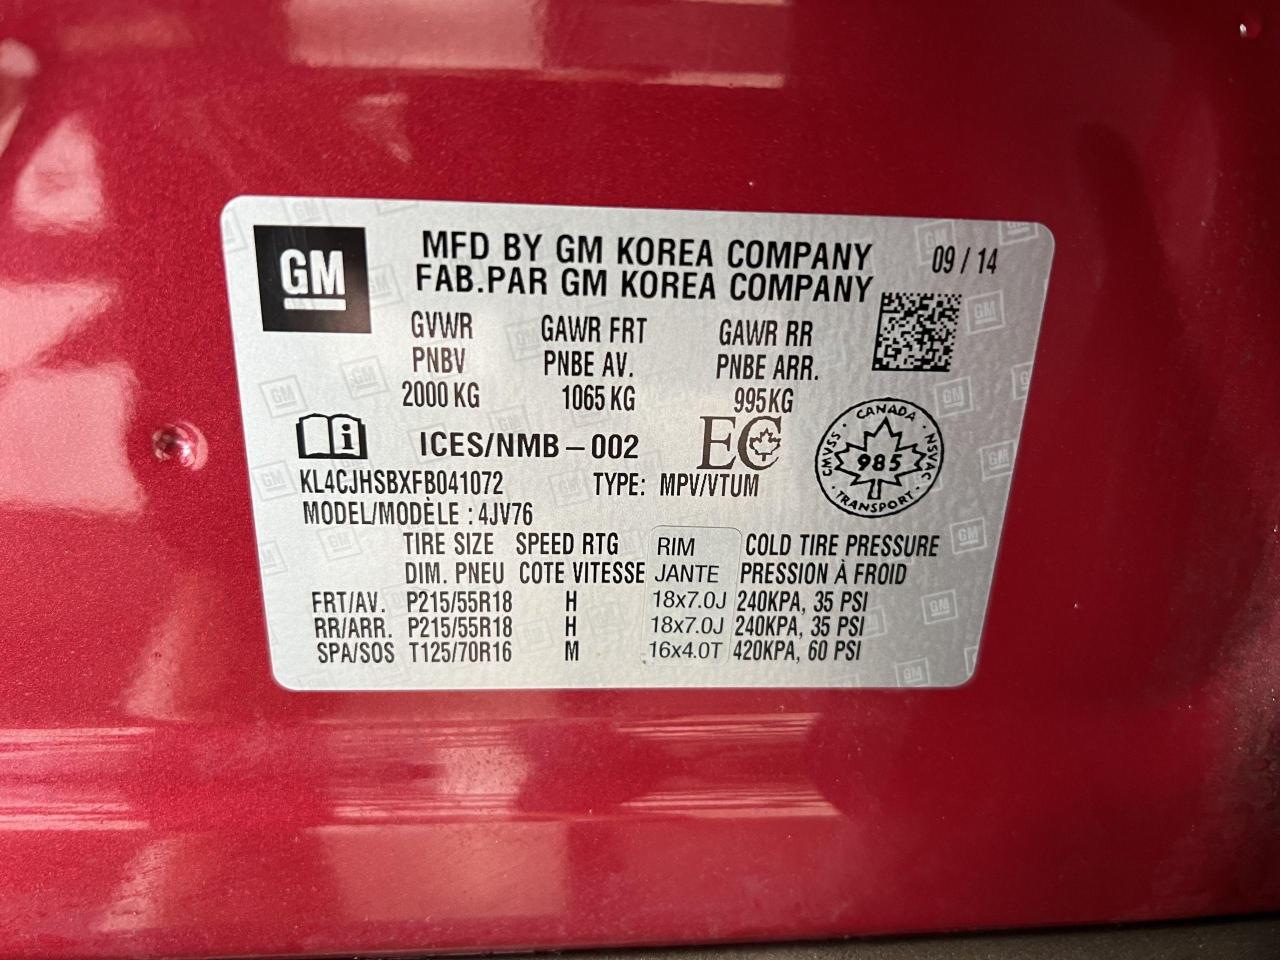 GM
MFD BY GM KOREA COMPANY
FAB.PAR GM KOREA COMPANY
09 / 14
GVWR GAWR FRT GAWR RR
PNBV PNBE AV. PNBE ARR.
2000 KG 1065 KG 995KG
i ICES/NMB-002 EC
CANADA
CMVSS 985 NSVAC
TRANSPORT
KL4CJHSBXFB041072 TYPE: MPV/VTUM
MODEL/MODÈLE : 4JV76
TIRE SIZE SPEED RTG RIM COLD TIRE PRESSURE
DIM. PNEU COTE VITESSE JANTE PRESSION À FROID
FRT/AV. P215/55R18 H 18x7.0J 240KPA, 35 PSI
RR/ARR. P215/55R18 H 18x7.0J 240KPA, 35 PSI
SPA/SOS T125/70R16 M 16x4.0T 420KPA, 60 PSI